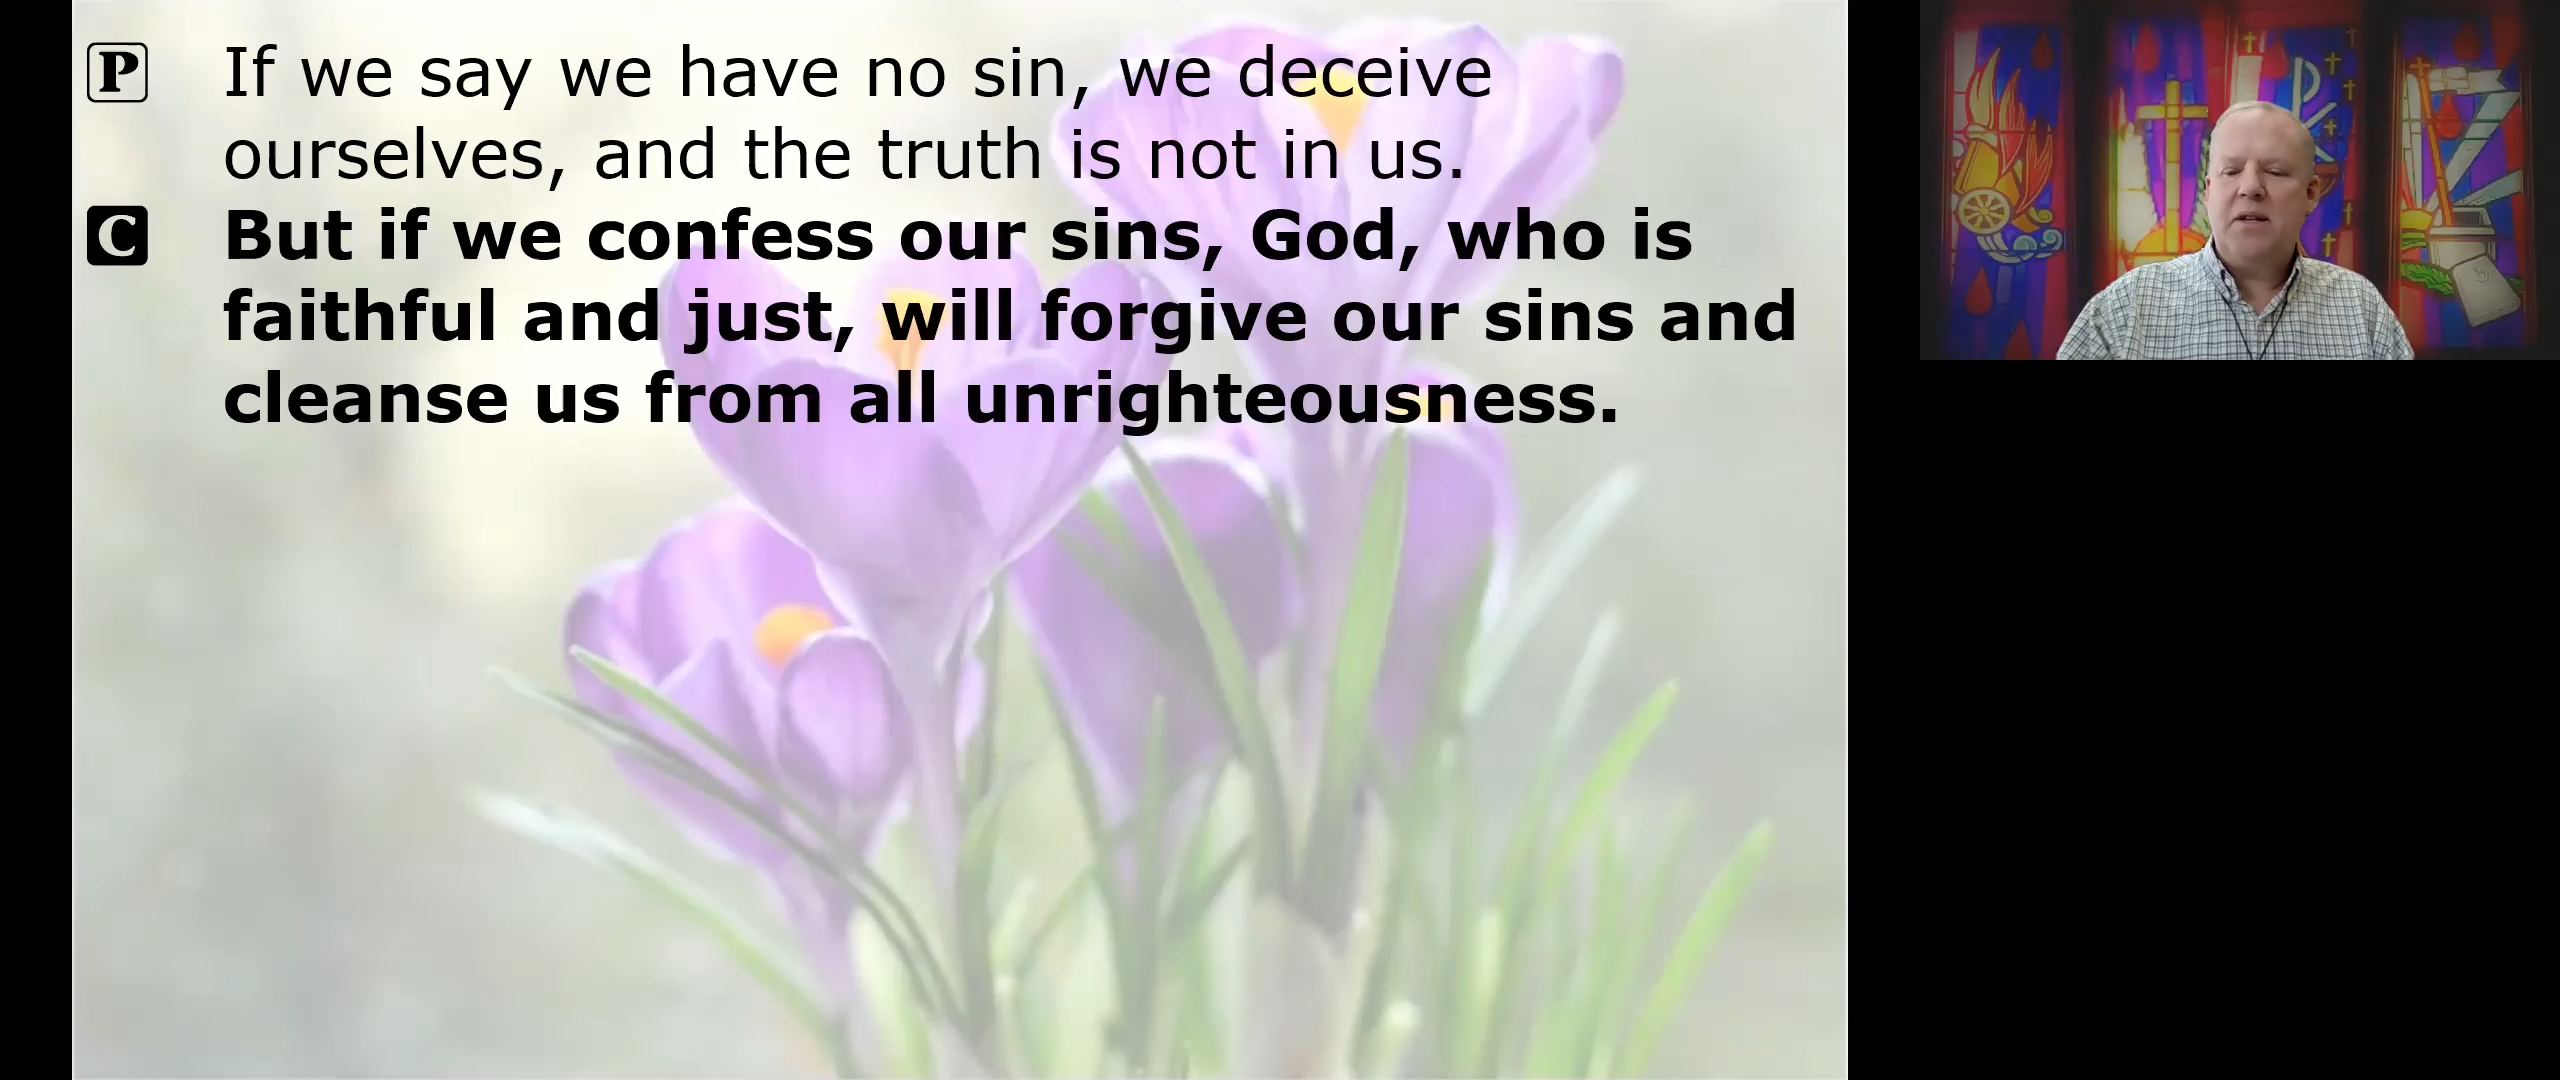 P If we say we have no sin, we deceive
ourselves, and the truth is not in us.
C But if we confess our sins, God, who is
faithful and just, will forgive our sins and
cleanse us from all unrighteousness.